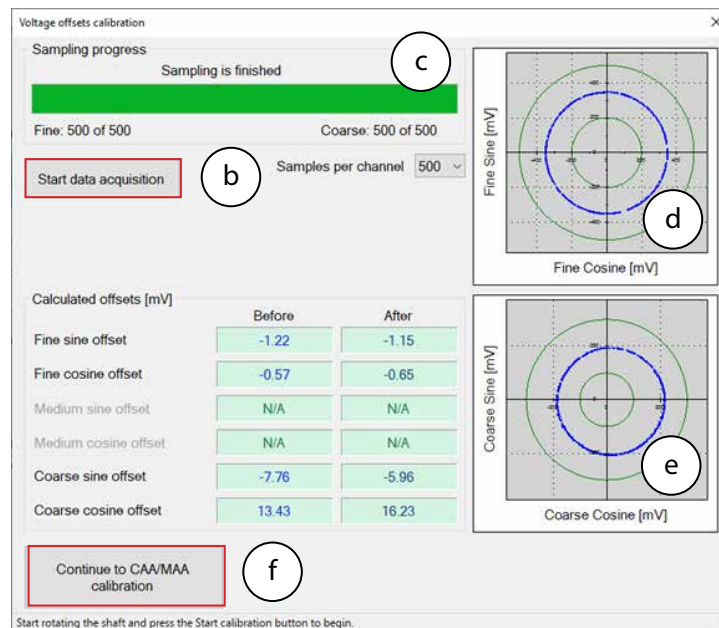 Voltage offsets calibration
Sampling progress
Sampling is finished
c
Fine: 500 of 500 Coarse: 500 of 500
Start data acquisition
b
Samples per channel 500
Fine Sine [mV]
d
Fine Cosine [mV]
Calculated offsets [mV]
Before After
Fine sine offset -1.22 -1.15
Fine cosine offset -0.57 -0.65
Medium sine offset N/A N/A
Medium cosine offset N/A N/A
Coarse sine offset -7.76 -5.96
Coarse cosine offset 13.43 16.23
Coarse Sine [mV]
e
Coarse Cosine [mV]
Continue to CAA/MAA
calibration
f
Start rotating the shaft and press the Start calibration button to begin.